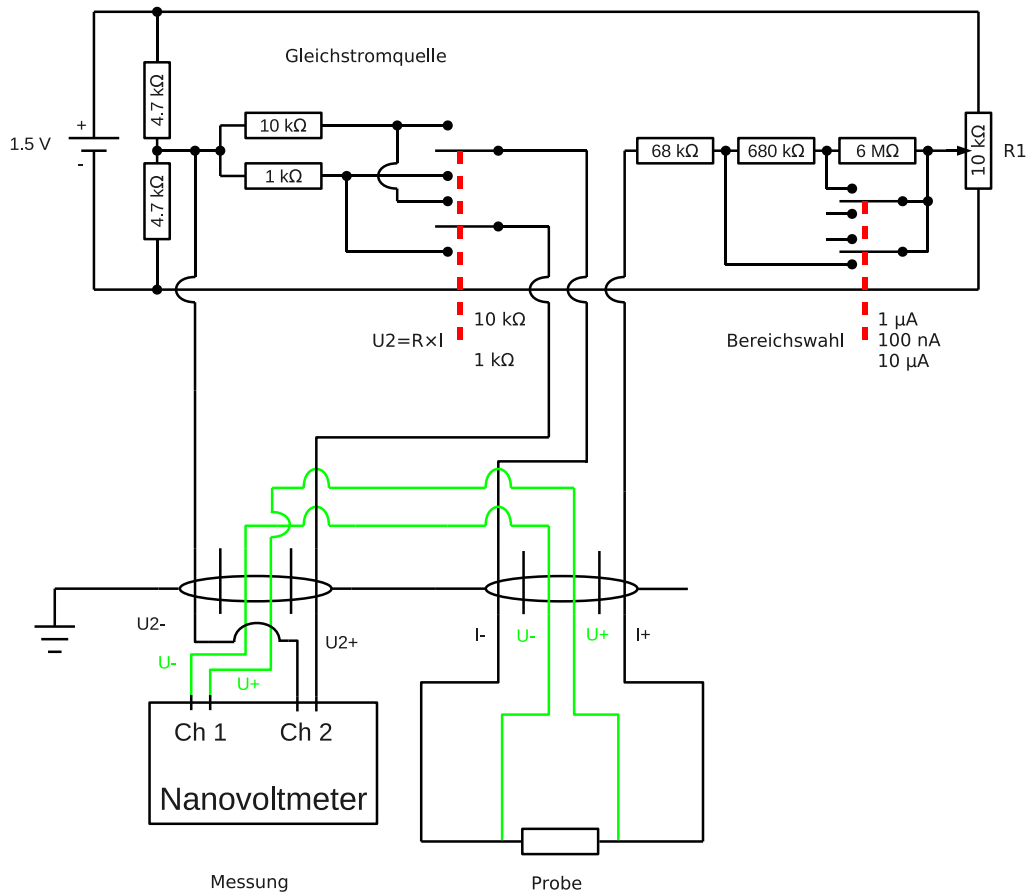 Gleichstromquelle
4.7 kΩ
+
1.5 V
-
4.7 kΩ
10 kΩ
1 kΩ
68 kΩ
680 kΩ
6 MΩ
10 kΩ
R1
U2=R×I
10 kΩ
1 kΩ
Bereichswahl
1 µA
100 nA
10 µA
U2-
U2+
U-
U+
I-
U-
U+
I+
Ch 1
Ch 2
Nanovoltmeter
Messung
Probe